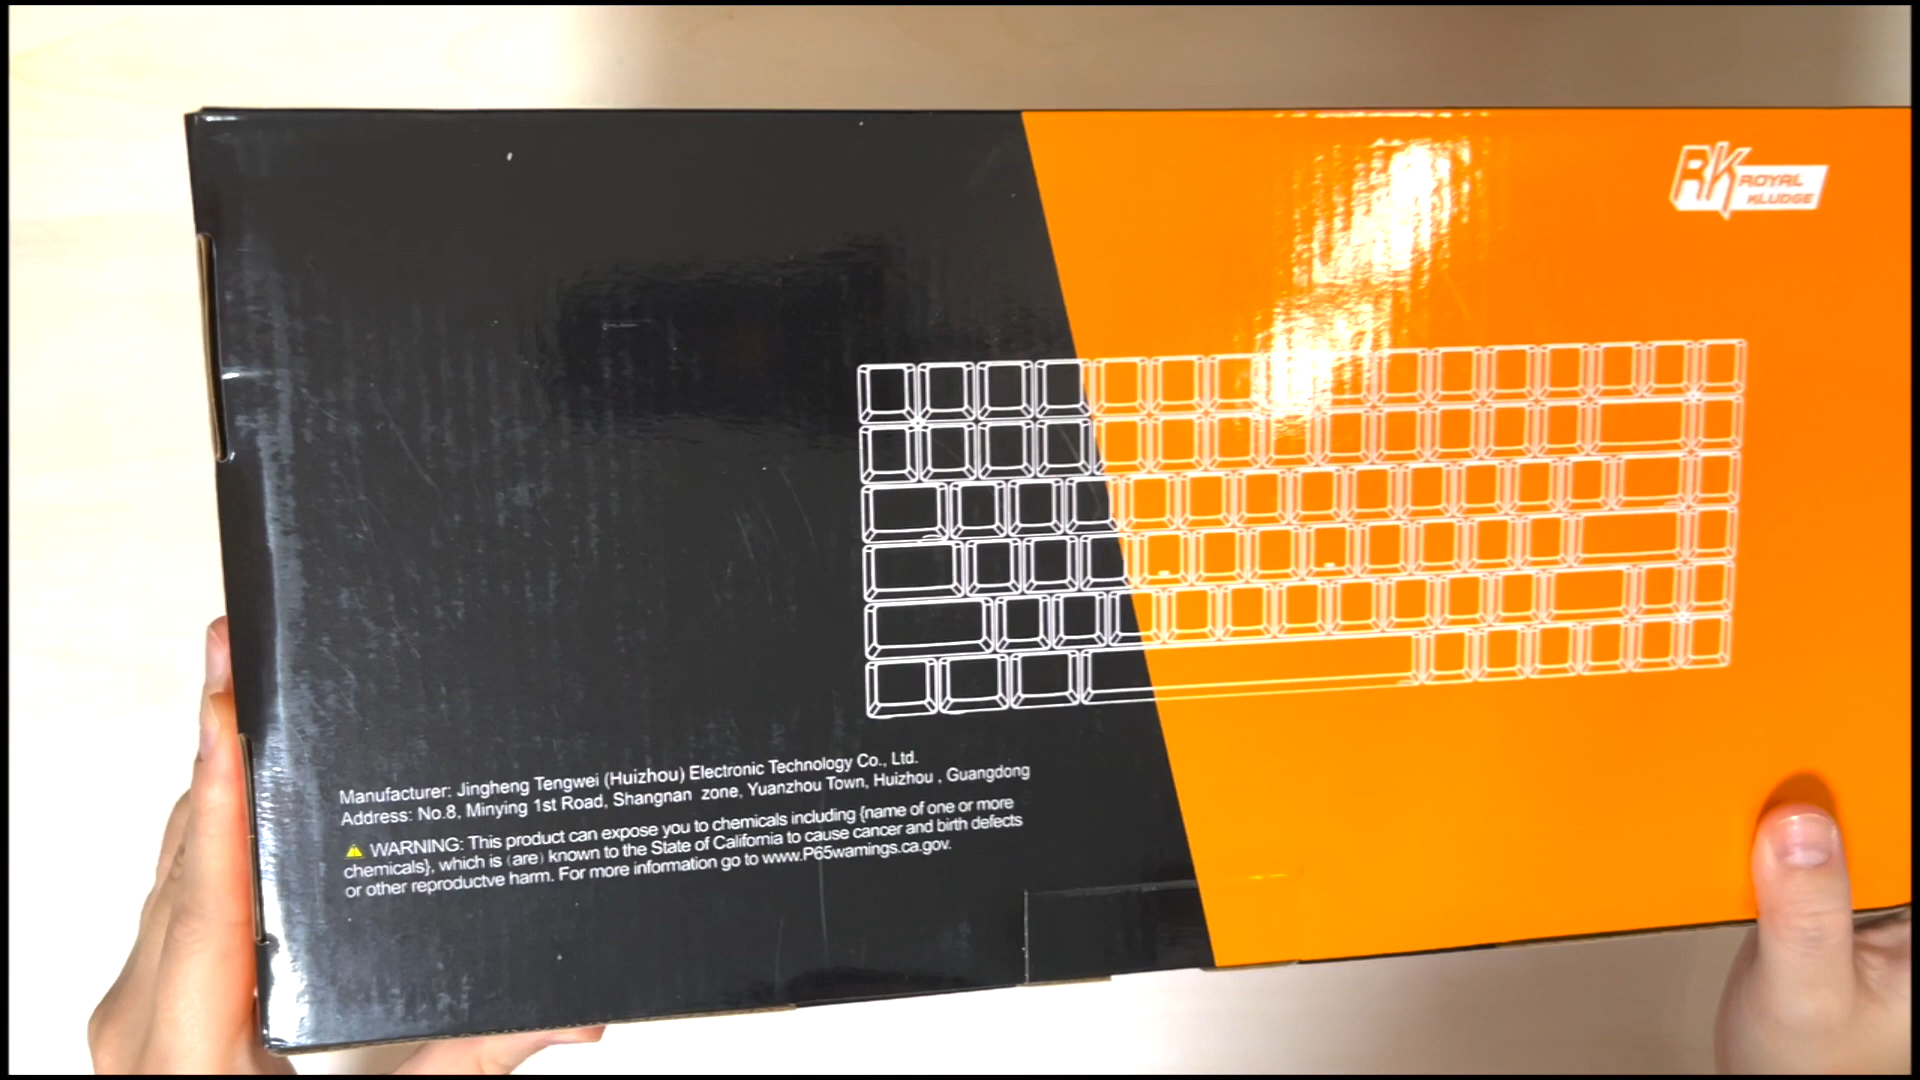 RK ROYAL
KLUDGE
Manufacturer: Jingheng Tengwei (Huizhou) Electronic Technology Co., Ltd.
Address: No.8, Minying 1st Road, Shangnan zone, Yuanzhou Town, Huizhou , Guangdong
⚠ WARNING: This product can expose you to chemicals including {name of one or more
chemicals}, which is (are) known to the State of California to cause cancer and birth defects
or other reproductve harm. For more information go to www.P65wamings.ca.gov.